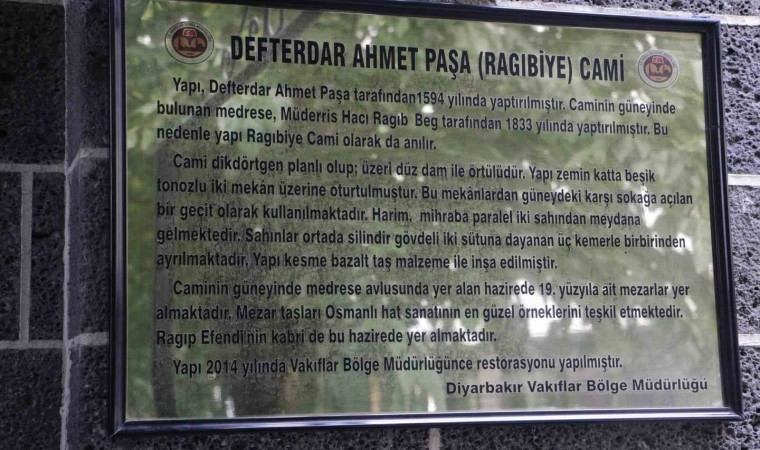 DEFTERDAR AHMET PAŞA (RAGIBİYE) CAMİ
Yapı, Defterdar Ahmet Paşa tarafından1594 yılında yaptırılmıştır. Caminin güneyinde
bulunan medrese, Müderris Hacı Ragıb Beg tarafından 1833 yılında yaptırılmıştır. Bu
nedenle yapı Ragıbiye Cami olarak da anılır.
Cami dikdörtgen planlı olup; üzeri düz dam ile örtülüdür. Yapı zemin katta beşik
tonozlu iki mekân üzerine oturtulmuştur. Bu mekânlardan güneydeki karşı sokağa açılan
bir geçit olarak kullanılmaktadır. Harim, mihraba paralel iki sahından meydana
gelmektedir. Sahınlar ortada silindir gövdeli iki sütuna dayanan üç kemerle birbirinden
ayrılmaktadır. Yapı kesme bazalt taş malzeme ile inşa edilmiştir.
Caminin güneyinde medrese avlusunda yer alan hazirede 19. yüzyıla ait mezarlar yer
almaktadır. Mezar taşları Osmanlı hat sanatının en güzel örneklerini teşkil etmektedir.
Ragıp Efendi'nin kabri de bu hazirede yer almaktadır.
Yapı 2014 yılında Vakıflar Bölge Müdürlüğünce restorasyonu yapılmıştır.
Diyarbakır Vakıflar Bölge Müdürlüğü